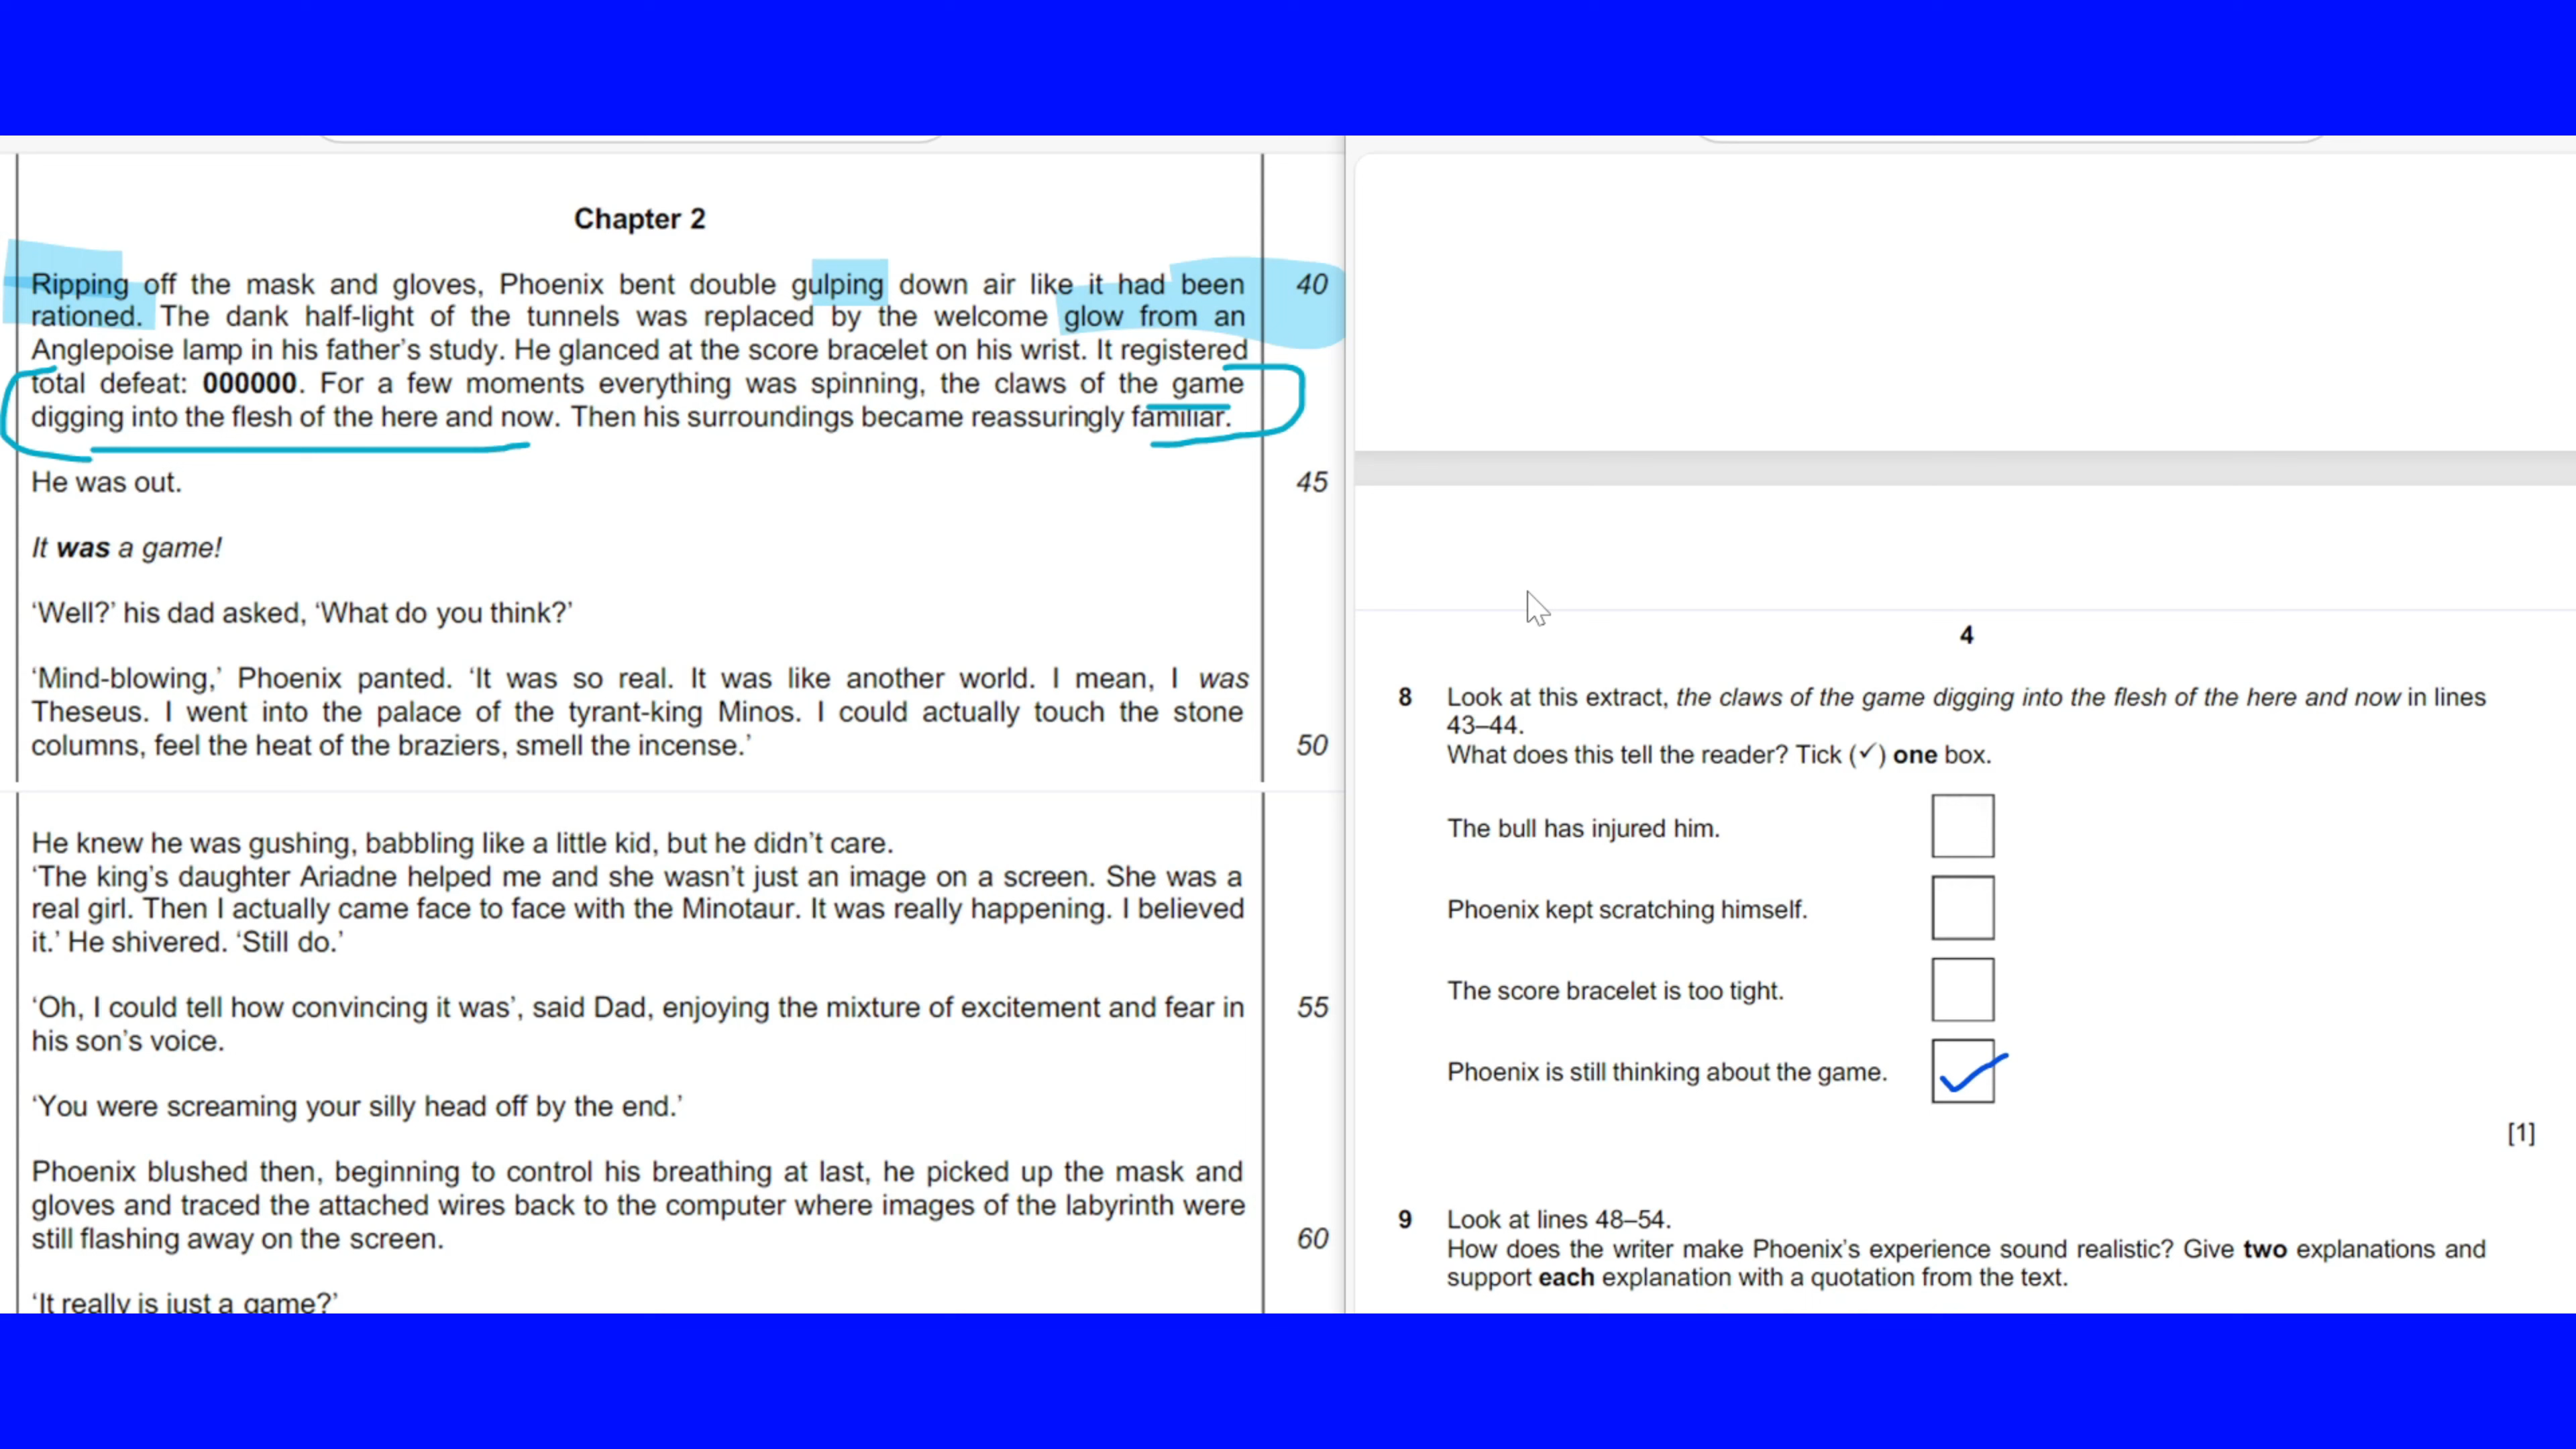 Chapter 2
Ripping off the mask and gloves, Phoenix bent double gulping down air like it had been
40
rationed. The dank half-light of the tunnels was replaced by the welcome glow from an
Anglepoise lamp in his father's study. He glanced at the score bracelet on his wrist. It registered
total defeat: 000000. For a few moments everything was spinning, the claws of the game
digging into the flesh of the here and now. Then his surroundings became reassuringly familiar.
He was out.
45
It was a game!
‘Well?’ his dad asked, ‘What do you think?’
‘Mind-blowing,’ Phoenix panted. ‘It was so real. It was like another world. I mean, I was
Theseus. I went into the palace of the tyrant-king Minos. I could actually touch the stone
columns, feel the heat of the braziers, smell the incense.’
50
He knew he was gushing, babbling like a little kid, but he didn’t care.
‘The king’s daughter Ariadne helped me and she wasn’t just an image on a screen. She was a
real girl. Then I actually came face to face with the Minotaur. It was really happening. I believed
it.’ He shivered. ‘Still do.’
‘Oh, I could tell how convincing it was’, said Dad, enjoying the mixture of excitement and fear in
55
his son’s voice.
‘You were screaming your silly head off by the end.’
Phoenix blushed then, beginning to control his breathing at last, he picked up the mask and
gloves and traced the attached wires back to the computer where images of the labyrinth were
still flashing away on the screen.
60
‘It really is just a game?’
4
8 Look at this extract, the claws of the game digging into the flesh of the here and now in lines
43–44.
What does this tell the reader? Tick (✓) one box.
The bull has injured him.
Phoenix kept scratching himself.
The score bracelet is too tight.
Phoenix is still thinking about the game.
[1]
9 Look at lines 48–54.
How does the writer make Phoenix’s experience sound realistic? Give two explanations and
support each explanation with a quotation from the text.